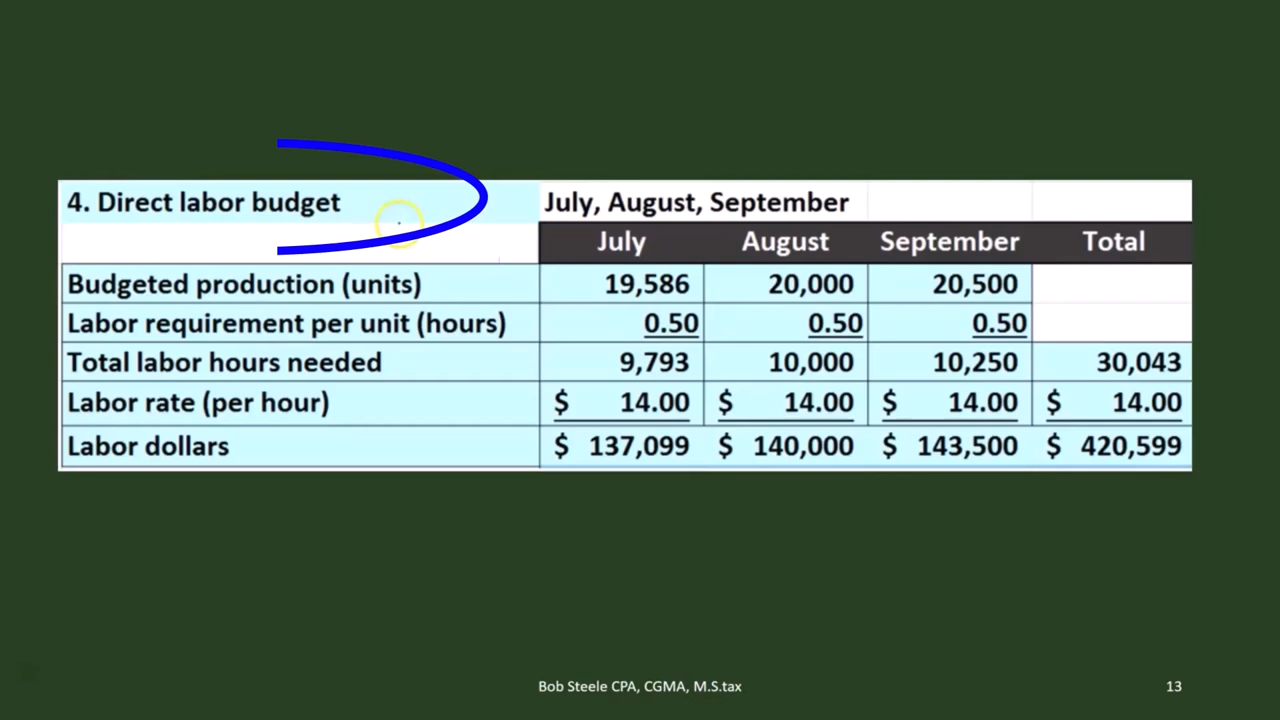 4. Direct labor budget July, August, September
July August September Total
Budgeted production (units) 19,586 20,000 20,500
Labor requirement per unit (hours) 0.50 0.50 0.50
Total labor hours needed 9,793 10,000 10,250 30,043
Labor rate (per hour) $ 14.00 $ 14.00 $ 14.00 $ 14.00
Labor dollars $ 137,099 $ 140,000 $ 143,500 $ 420,599
Bob Steele CPA, CGMA, M.S.tax 13